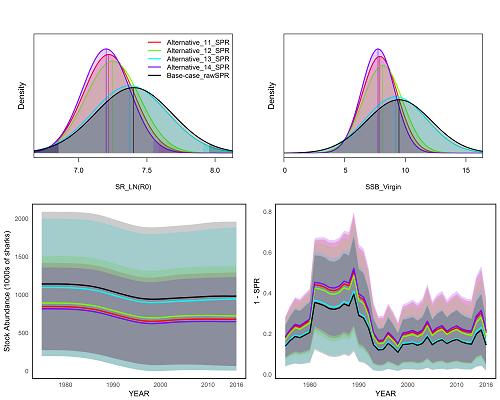 Alternative_11_SPR
Alternative_12_SPR
Alternative_13_SPR
Alternative_14_SPR
Base-case_rawSPR
Density
7.0 7.5 8.0
SR_LN(R0)
Density
0 5 10 15
SSB_Virgin
Stock Abundance (1000s of sharks)
2000
1500
1000
500
0
1980 1990 2000 2010 2016
YEAR
1 - SPR
0.8
0.6
0.4
0.2
0.0
1980 1990 2000 2010 2016
YEAR